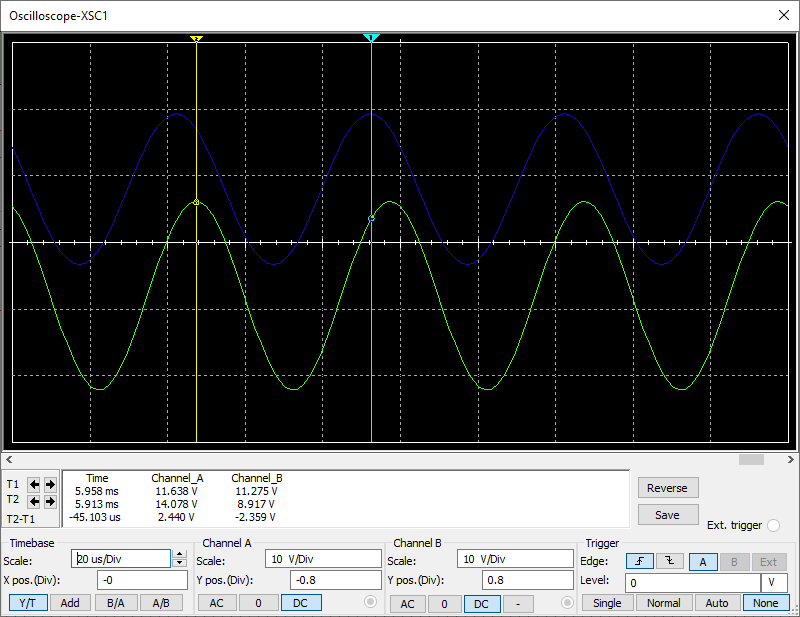 Oscilloscope-XSC1
2
1
Time Channel_A Channel_B
T1 5.958 ms 11.638 V 11.275 V
T2 5.913 ms 14.078 V 8.917 V
T2-T1 -45.103 us 2.440 V -2.359 V
Reverse
Save
Ext. trigger
Timebase
Scale: 20 us/Div
X pos.(Div): -0
Y/T Add B/A A/B
Channel A
Scale: 10 V/Div
Y pos.(Div): -0.8
AC 0 DC
Channel B
Scale: 10 V/Div
Y pos.(Div): 0.8
AC 0 DC -
Trigger
Edge: A B Ext
Level: 0 V
Single Normal Auto None